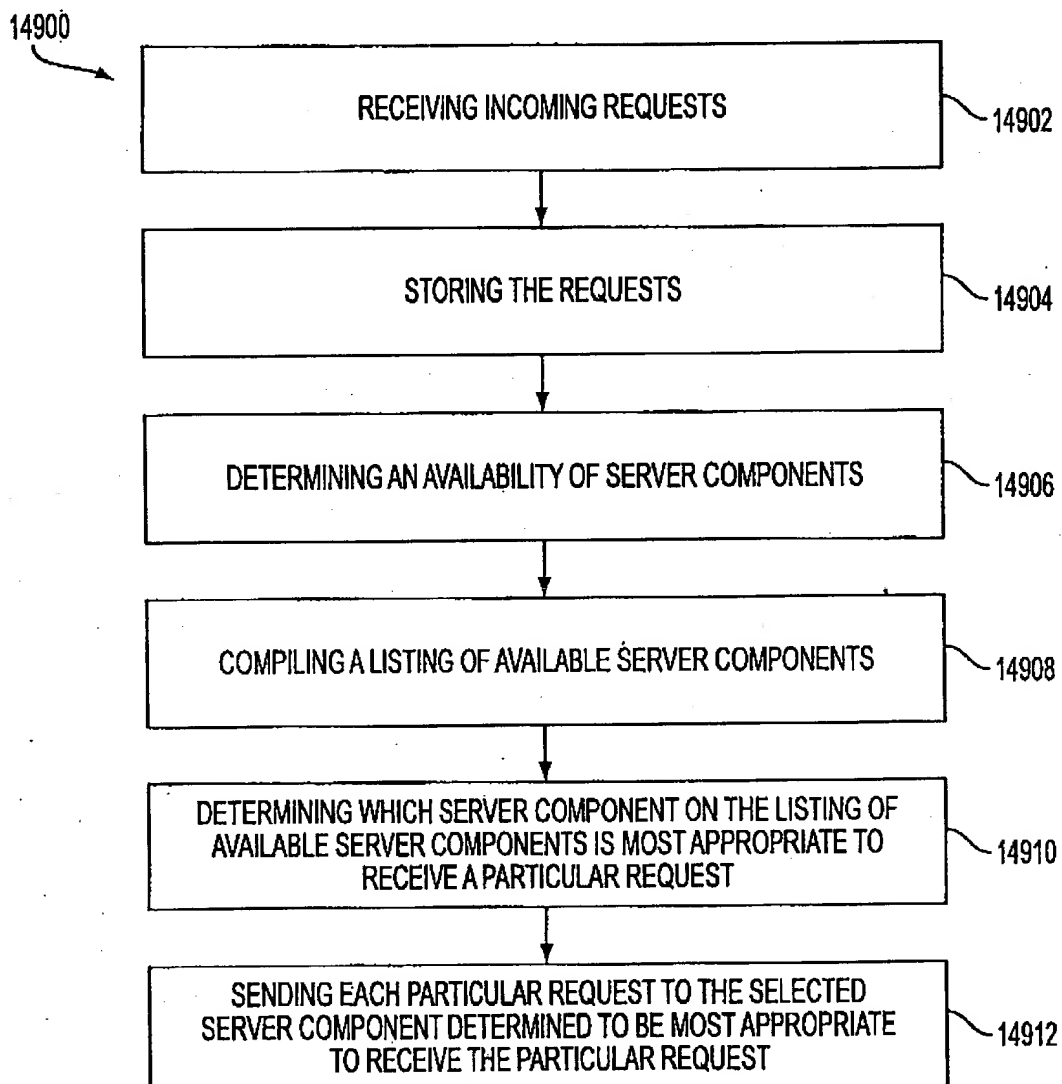 14900
RECEIVING INCOMING REQUESTS
14902
STORING THE REQUESTS
14904
DETERMINING AN AVAILABILITY OF SERVER COMPONENTS
14906
COMPILING A LISTING OF AVAILABLE SERVER COMPONENTS
14908
DETERMINING WHICH SERVER COMPONENT ON THE LISTING OF
AVAILABLE SERVER COMPONENTS IS MOST APPROPRIATE TO
RECEIVE A PARTICULAR REQUEST
14910
SENDING EACH PARTICULAR REQUEST TO THE SELECTED
SERVER COMPONENT DETERMINED TO BE MOST APPROPRIATE
TO RECEIVE THE PARTICULAR REQUEST
14912